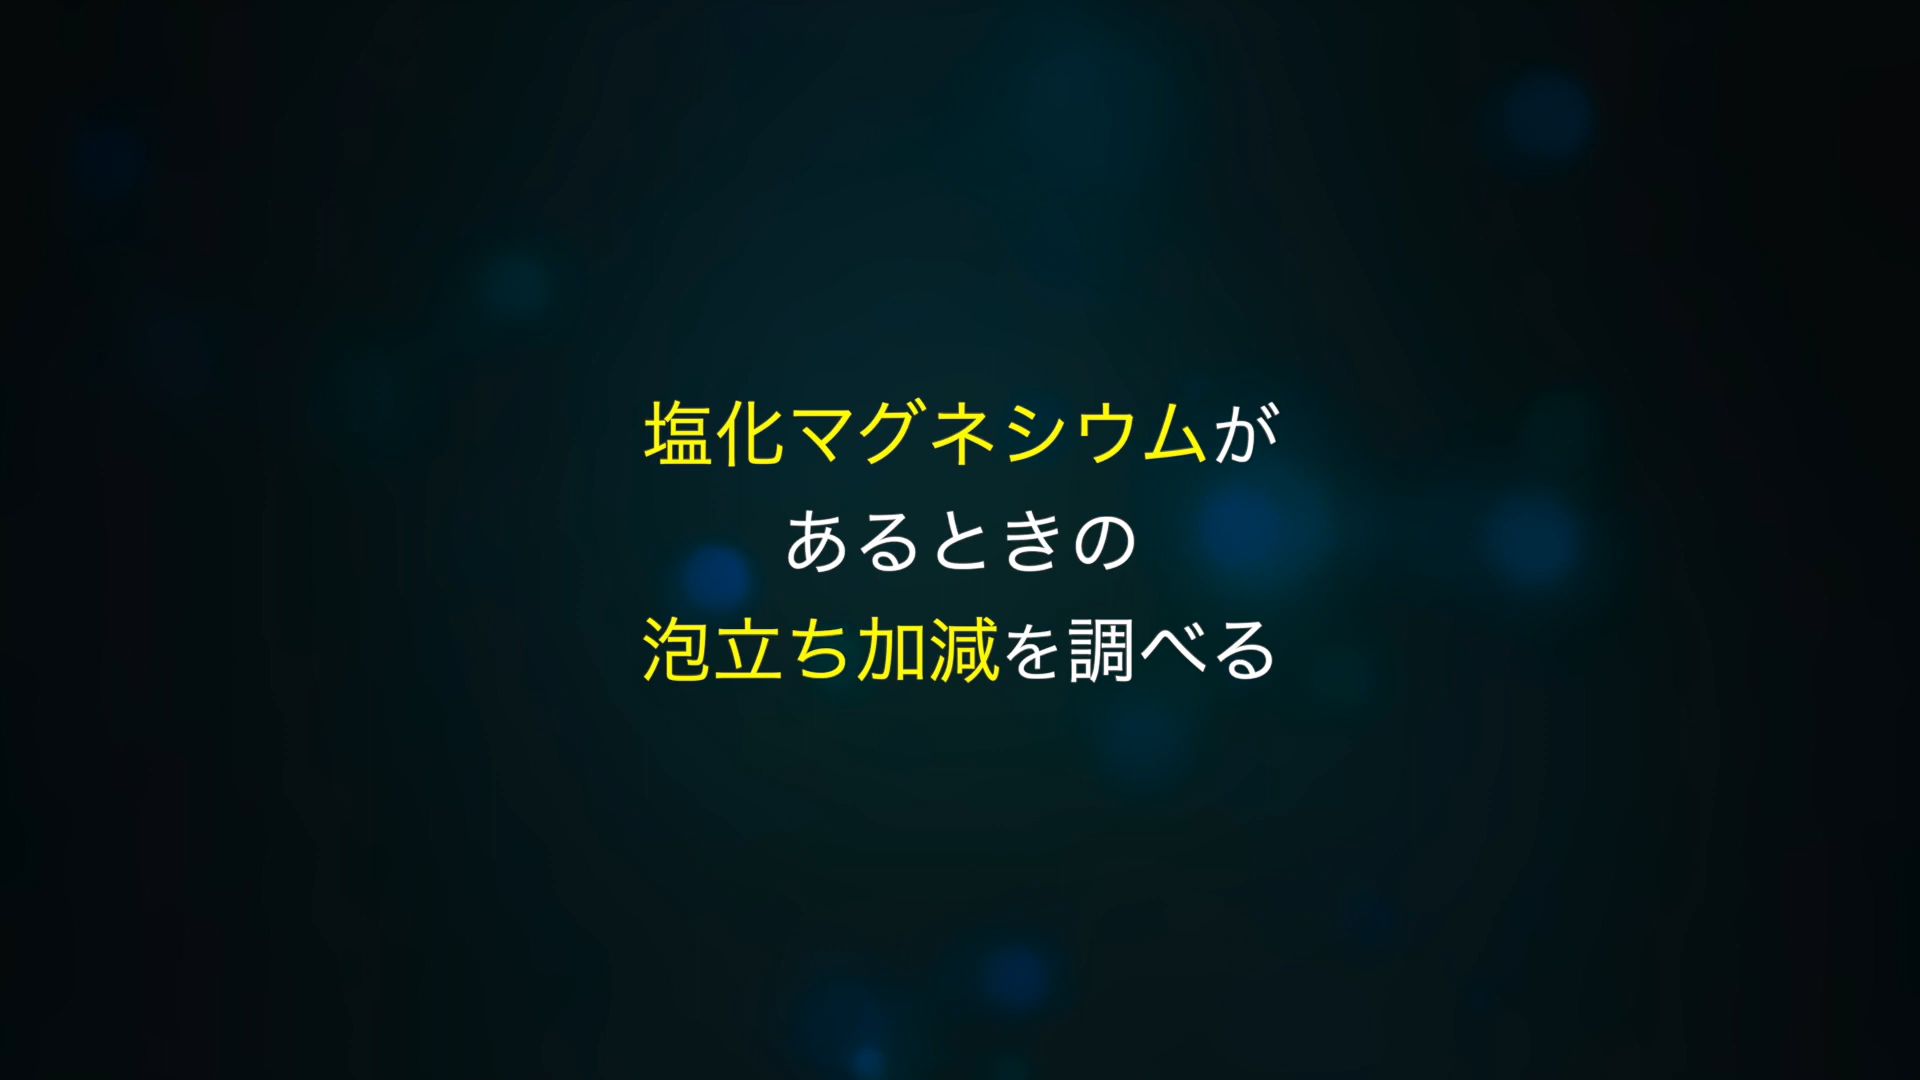 塩化マグネシウムが
あるときの
泡立ち加減を調べる